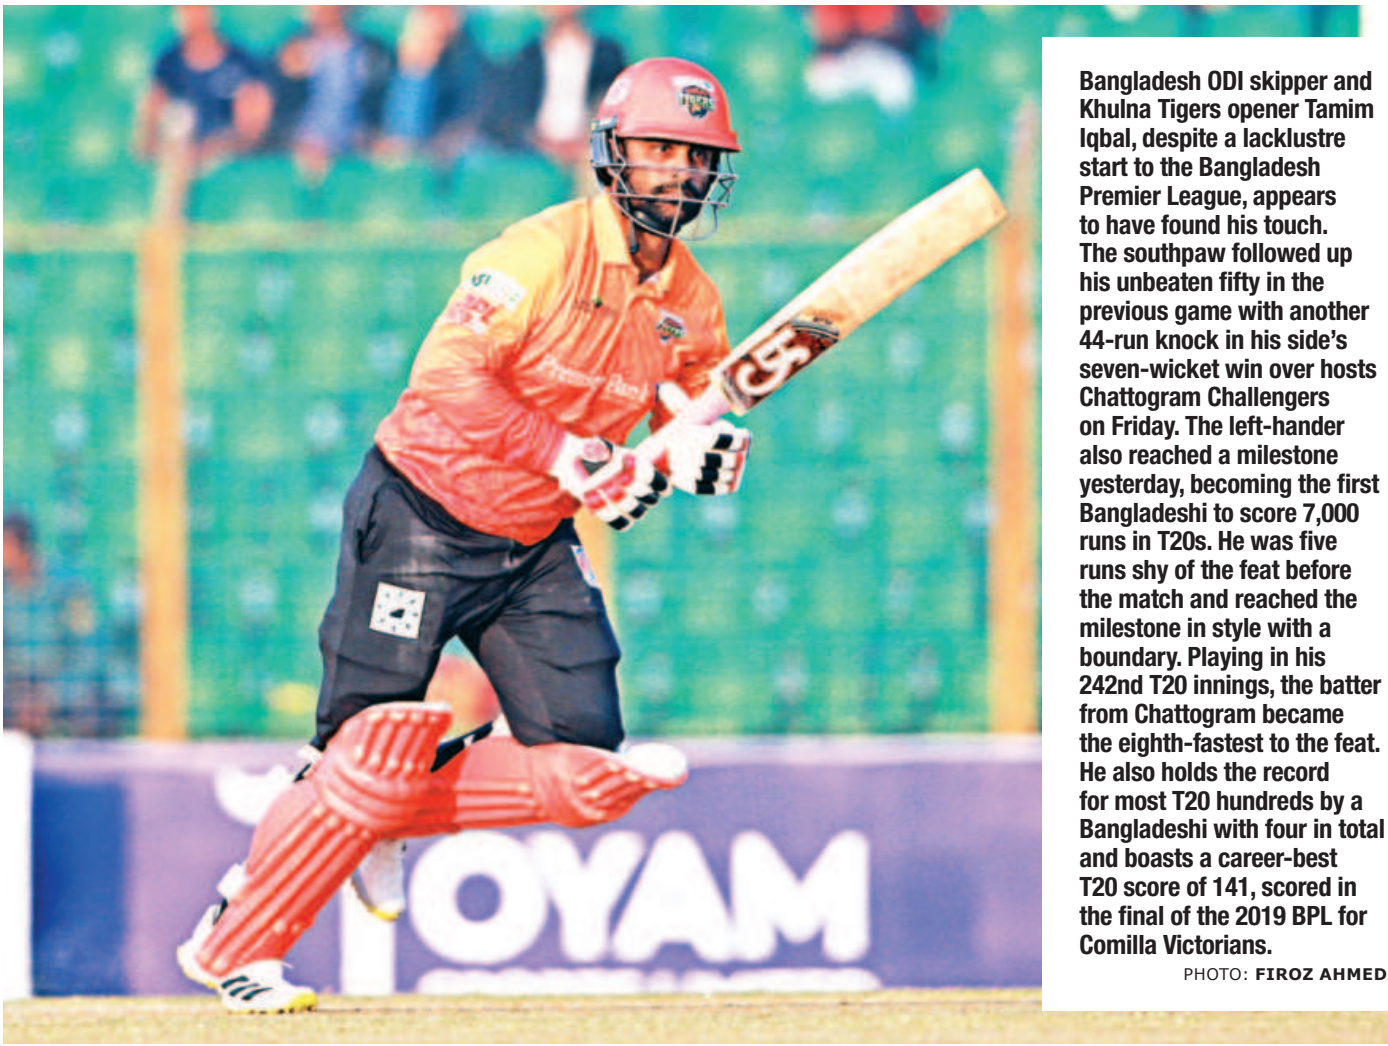 TIGERS
TIGERS
Premier Bank
CSS
OYAM
Bangladesh ODI skipper and
Khulna Tigers opener Tamim
Iqbal, despite a lacklustre
start to the Bangladesh
Premier League, appears
to have found his touch.
The southpaw followed up
his unbeaten fifty in the
previous game with another
44-run knock in his side’s
seven-wicket win over hosts
Chattogram Challengers
on Friday. The left-hander
also reached a milestone
yesterday, becoming the first
Bangladeshi to score 7,000
runs in T20s. He was five
runs shy of the feat before
the match and reached the
milestone in style with a
boundary. Playing in his
242nd T20 innings, the batter
from Chattogram became
the eighth-fastest to the feat.
He also holds the record
for most T20 hundreds by a
Bangladeshi with four in total
and boasts a career-best
T20 score of 141, scored in
the final of the 2019 BPL for
Comilla Victorians.
PHOTO: FIROZ AHMED